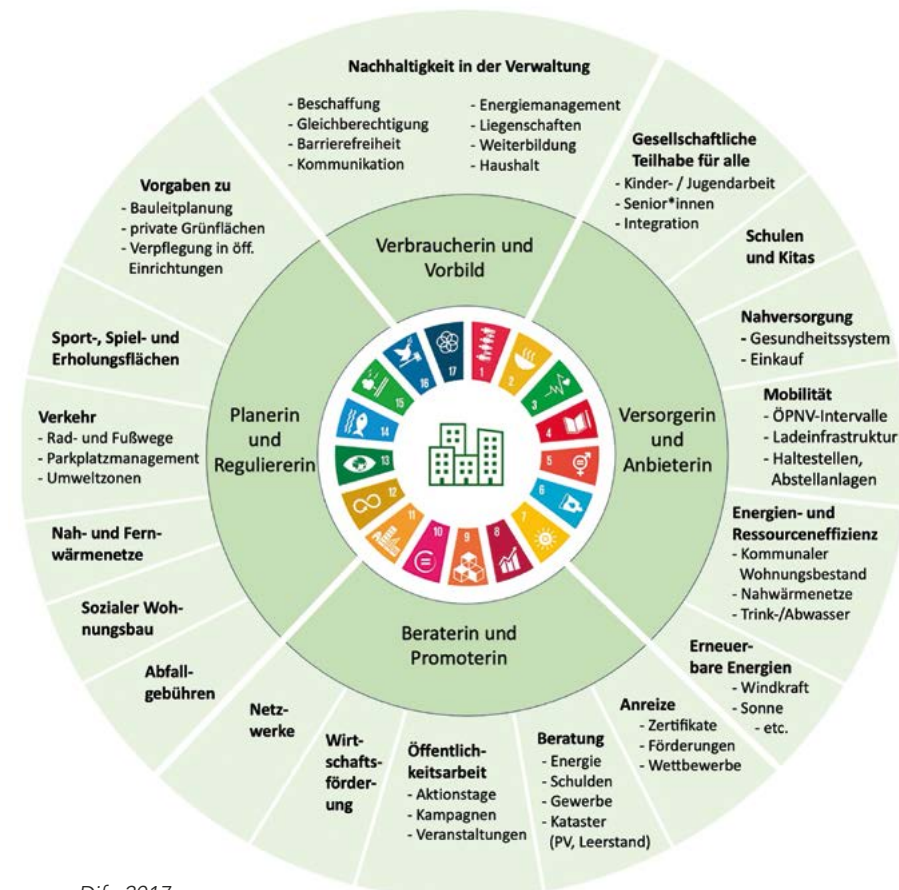 Nachhaltigkeit in der Verwaltung
- Beschaffung
- Gleichberechtigung
- Barrierefreiheit
- Kommunikation
- Energiemanagement
- Liegenschaften
- Weiterbildung
- Haushalt
Gesellschaftliche
Teilhabe für alle
- Kinder- / Jugendarbeit
- Senior*innen
- Integration
Schulen
und Kitas
Nahversorgung
- Gesundheitssystem
- Einkauf
Mobilität
- ÖPNV-Intervalle
- Ladeinfrastruktur
- Haltestellen,
Abstellanlagen
Energien- und
Ressourceneffizienz
- Kommunaler
Wohnungsbestand
- Nahwärmenetze
- Trink-/Abwasser
Erneuer-
bare Energien
- Windkraft
- Sonne
- etc.
Anreize
- Zertifikate
- Förderungen
- Wettbewerbe
Beratung
- Energie
- Schulden
- Gewerbe
- Kataster
(PV, Leerstand)
Öffentlich-
keitsarbeit
- Aktionstage
- Kampagnen
- Veranstaltungen
Wirt-
schafts-
förder-
ung
Netz-
werke
Abfall-
gebühren
Sozialer Woh-
nungsbau
Nah- und Fern-
wärmenetze
Verkehr
- Rad- und Fußwege
- Parkplatzmanagement
- Umweltzonen
Sport-, Spiel- und
Erholungsflächen
Vorgaben zu
- Bauleitplanung
- private Grünflächen
- Verpflegung in öff.
Einrichtungen
Verbraucherin und
Vorbild
Versorgerin
und
Anbieterin
Beraterin und
Promoterin
Planerin
und
Reguliererin
1
2
3
4
5
6
7
8
9
10
11
12
13
14
15
16
17